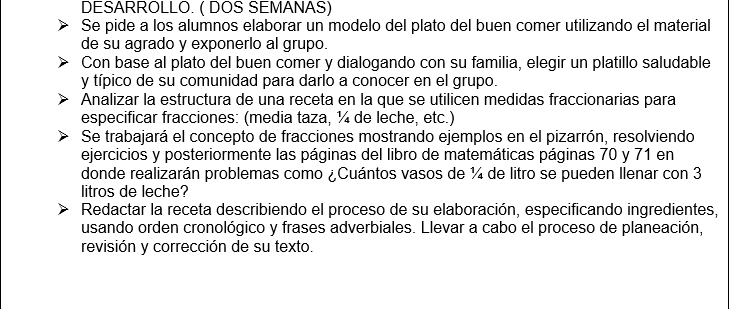 DESARROLLO. ( DOS SEMANAS)
➢ Se pide a los alumnos elaborar un modelo del plato del buen comer utilizando el material
de su agrado y exponerlo al grupo.
➢ Con base al plato del buen comer y dialogando con su familia, elegir un platillo saludable
y típico de su comunidad para darlo a conocer en el grupo.
➢ Analizar la estructura de una receta en la que se utilicen medidas fraccionarias para
especificar fracciones: (media taza, ¼ de leche, etc.)
➢ Se trabajará el concepto de fracciones mostrando ejemplos en el pizarrón, resolviendo
ejercicios y posteriormente las páginas del libro de matemáticas páginas 70 y 71 en
donde realizarán problemas como ¿Cuántos vasos de ¼ de litro se pueden llenar con 3
litros de leche?
➢ Redactar la receta describiendo el proceso de su elaboración, especificando ingredientes,
usando orden cronológico y frases adverbiales. Llevar a cabo el proceso de planeación,
revisión y corrección de su texto.